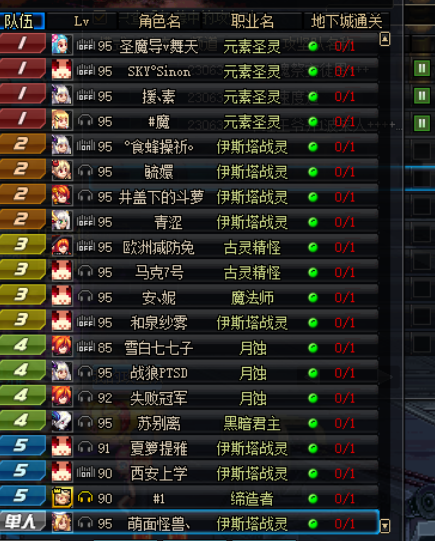 队伍 Lv 角色名 职业名 地下城通关
1 OFF 95 圣魔导v舞天 元素圣灵 0/1
1 OFF 95 SKY°Sinon 元素圣灵 0/1
1 OFF 95 援、素 元素圣灵 0/1
1 95 #魔 元素圣灵 0/1
2 95 °食蜂操祈。 伊斯塔战灵 0/1
2 95 毓嬛 伊斯塔战灵 0/1
2 95 井盖下的斗萝 伊斯塔战灵 0/1
2 OFF 95 青涩 伊斯塔战灵 0/1
3 OFF 95 欧洲减防兔 古灵精怪 0/1
3 95 马克7号 古灵精怪 0/1
3 95 安、妮 魔法师 0/1
3 OFF 95 和泉纱雾 伊斯塔战灵 0/1
4 OFF 85 雪白七七子 月蚀 0/1
4 95 战狼PTSD 月蚀 0/1
4 92 失败冠军 月蚀 0/1
4 95 苏别离 黑暗君主 0/1
5 91 夏箩提雅 伊斯塔战灵 0/1
5 OFF 90 西安上学 伊斯塔战灵 0/1
5 90 #1 缔造者 0/1
单人 95 萌面怪兽、 伊斯塔战灵 0/1